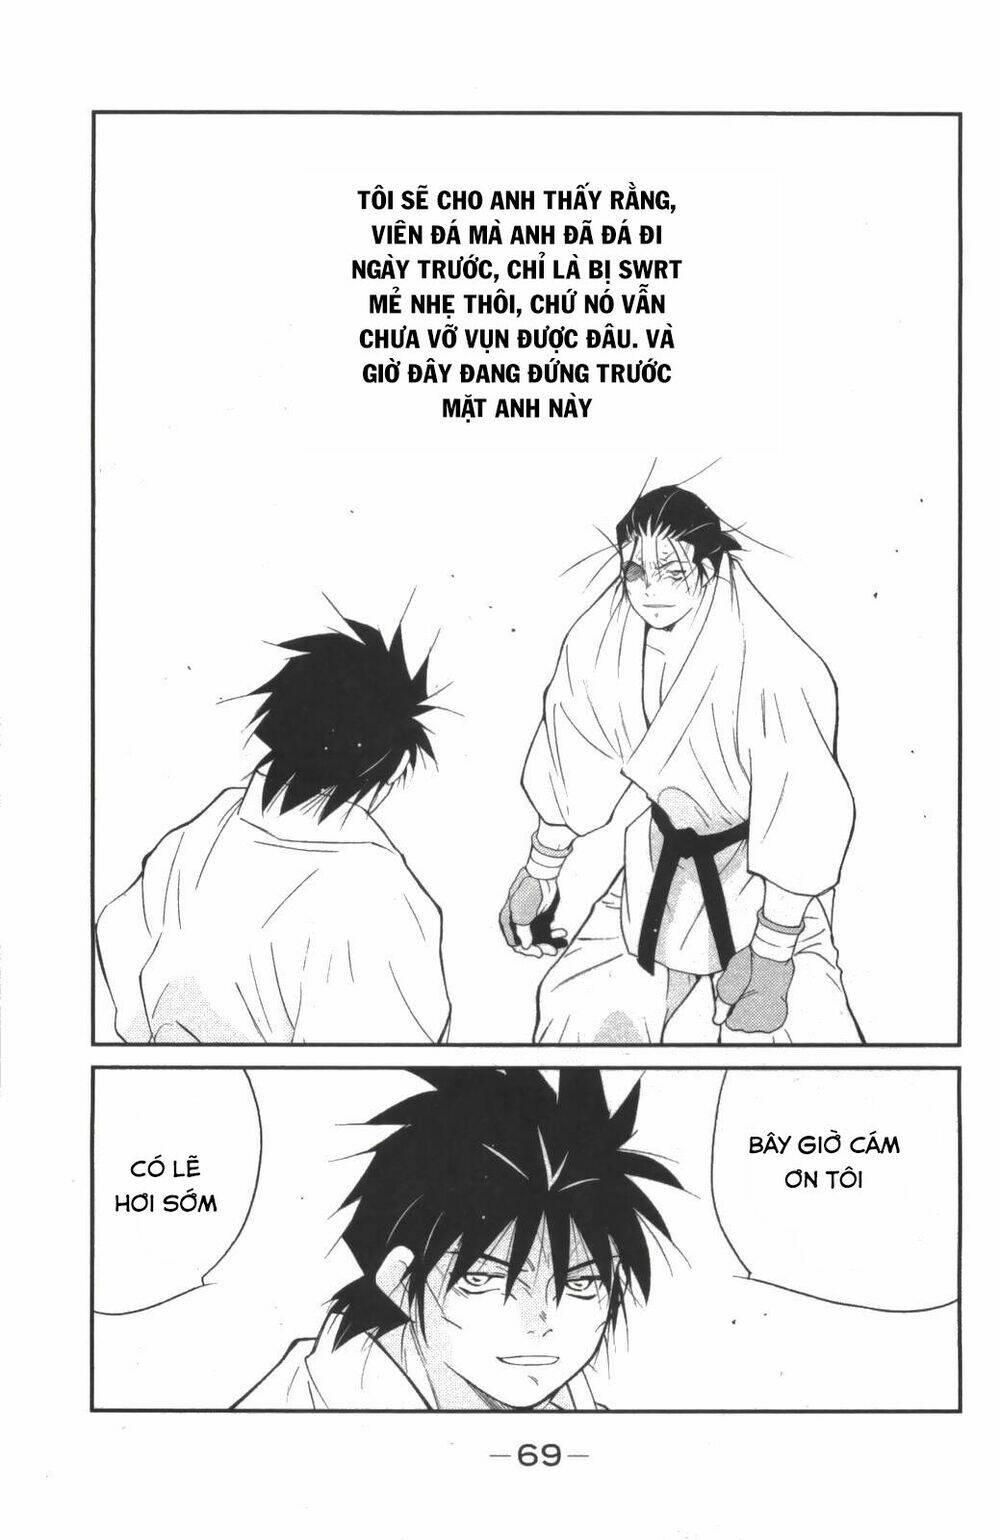 TÔI SẼ CHO ANH THẤY RẰNG,
VIÊN ĐÁ MÀ ANH ĐÃ ĐÁ ĐI
NGÀY TRƯỚC, CHỈ LÀ BỊ SWRT
MẺ NHẸ THÔI, CHỨ NÓ VẪN
CHƯA VỠ VỤN ĐƯỢC ĐÂU. VÀ
GIỜ ĐÂY ĐANG ĐỨNG TRƯỚC
MẶT ANH NÀY
BÂY GIỜ CÁM
ƠN TÔI
CÓ LẼ
HƠI SỚM
—69—